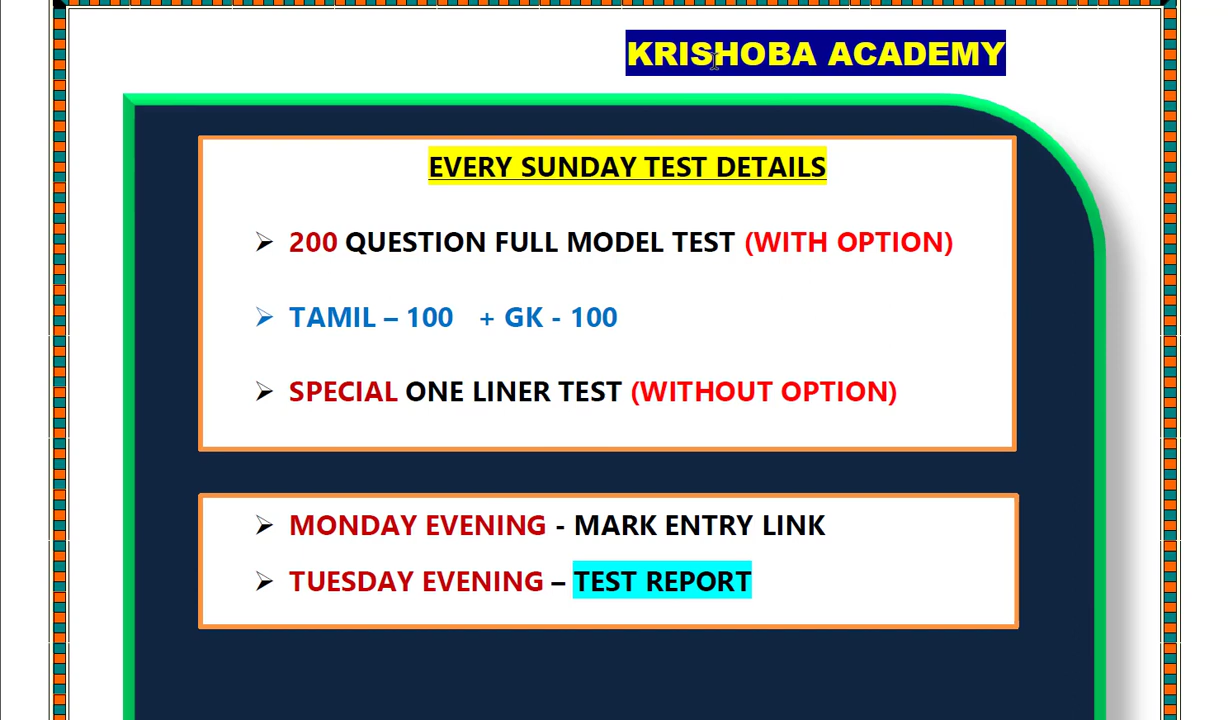 KRISHOBA ACADEMY
EVERY SUNDAY TEST DETAILS
➢ 200 QUESTION FULL MODEL TEST (WITH OPTION)
➢ TAMIL – 100 + GK - 100
➢ SPECIAL ONE LINER TEST (WITHOUT OPTION)
➢ MONDAY EVENING - MARK ENTRY LINK
➢ TUESDAY EVENING – TEST REPORT